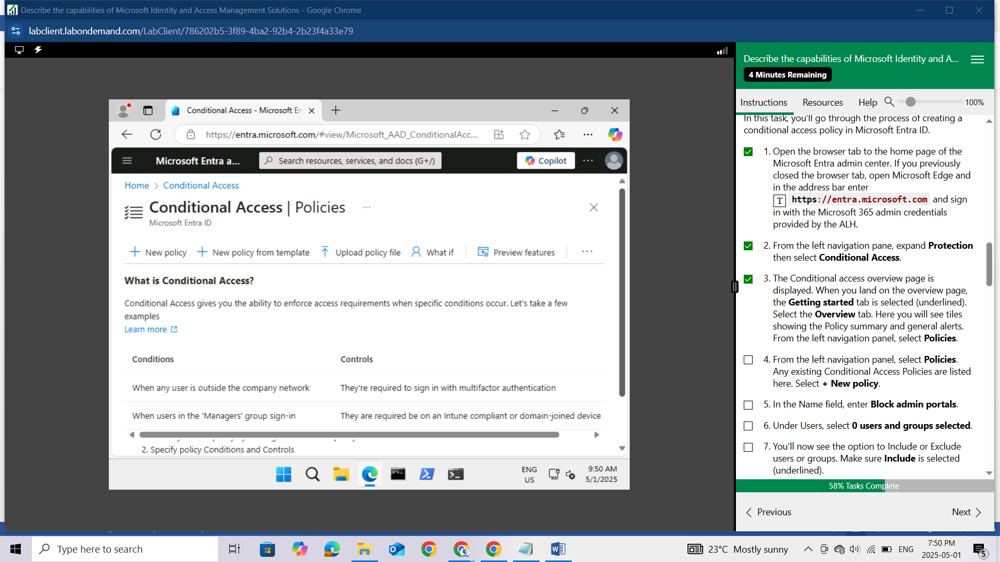 Describe the capabilities of Microsoft Identity and Access Management Solutions - Google Chrome
labclient.labondemand.com/LabClient/786202b5-3f89-4ba2-92b4-2b23f4a33e79
Conditional Access - Microsoft En
https://entra.microsoft.com/#view/Microsoft_AAD_ConditionalAcc...
Microsoft Entra a...
Search resources, services, and docs (G+/)
Copilot
Home > Conditional Access
Conditional Access | Policies
Microsoft Entra ID
New policy
New policy from template
Upload policy file
What if
Preview features
What is Conditional Access?
Conditional Access gives you the ability to enforce access requirements when specific conditions occur. Let's take a few
examples
Learn more
Conditions Controls
When any user is outside the company network They're required to sign in with multifactor authentication
When users in the 'Managers' group sign-in They are required be on an Intune compliant or domain-joined device
2. Specify policy Conditions and Controls
ENG
US
9:50 AM
5/1/2025
Describe the capabilities of Microsoft Identity and A...
4 Minutes Remaining
Instructions Resources Help 100%
In this task, you'll go through the process of creating a
conditional access policy in Microsoft Entra ID.
1. Open the browser tab to the home page of the
Microsoft Entra admin center. If you previously
closed the browser tab, open Microsoft Edge and
in the address bar enter
T https://entra.microsoft.com and sign
in with the Microsoft 365 admin credentials
provided by the ALH.
2. From the left navigation pane, expand Protection
then select Conditional Access.
3. The Conditional access overview page is
displayed. When you land on the overview page,
the Getting started tab is selected (underlined).
Select the Overview tab. Here you will see tiles
showing the Policy summary and general alerts.
From the left navigation panel, select Policies.
4. From the left navigation panel, select Policies.
Any existing Conditional Access Policies are listed
here. Select + New policy.
5. In the Name field, enter Block admin portals.
6. Under Users, select 0 users and groups selected.
7. You'll now see the option to Include or Exclude
users or groups. Make sure Include is selected
(underlined).
58% Tasks Complete
Previous
Next
Type here to search
23°C Mostly sunny
ENG
7:50 PM
2025-05-01
5